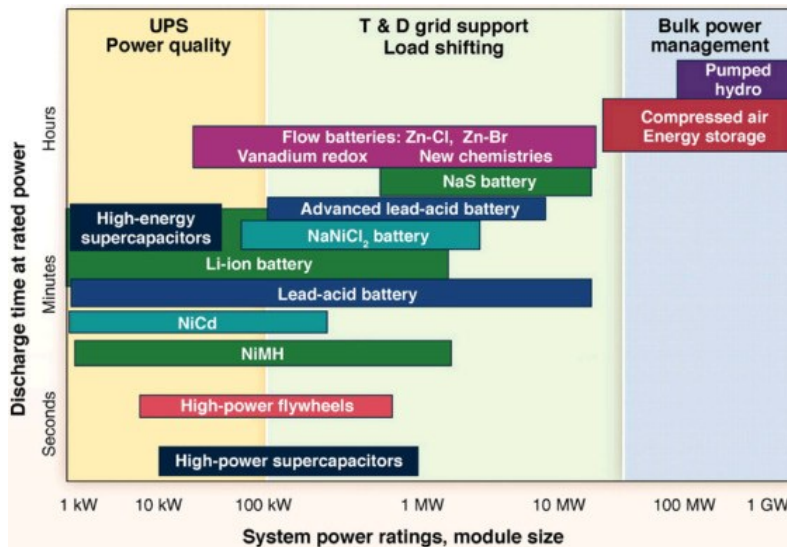 UPS
Power quality
T & D grid support
Load shifting
Bulk power
management
Pumped
hydro
Compressed air
Energy storage
Flow batteries: Zn-Cl, Zn-Br
Vanadium redox New chemistries
NaS battery
Advanced lead-acid battery
High-energy
supercapacitors
NaNiCl₂ battery
Li-ion battery
Lead-acid battery
NiCd
NiMH
High-power flywheels
High-power supercapacitors
Discharge time at rated power
Hours
Minutes
Seconds
1 kW 10 kW 100 kW 1 MW 10 MW 100 MW 1 GW
System power ratings, module size